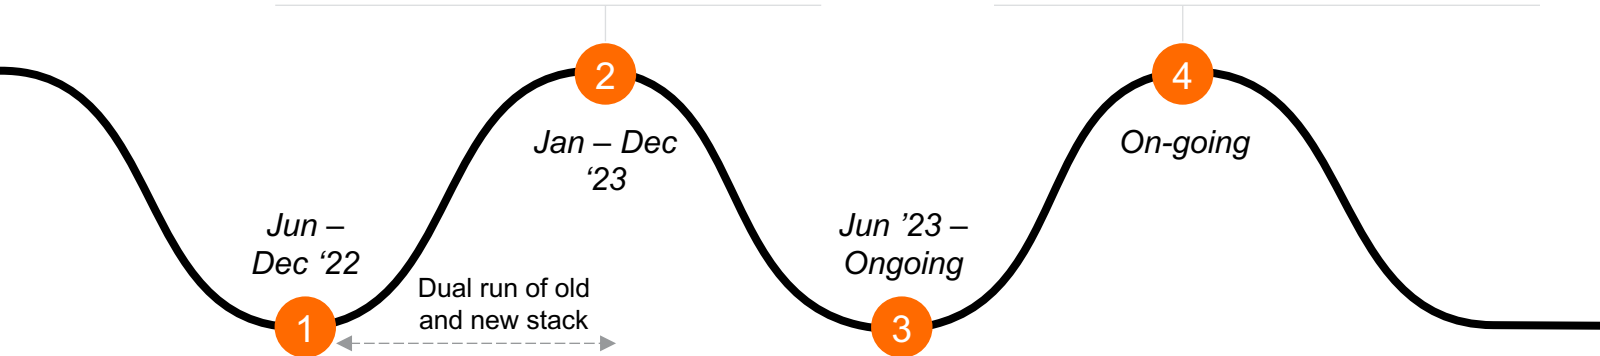 Jun –
Dec ‘22
1
Dual run of old
and new stack
2
Jan – Dec
‘23
Jun ’23 –
Ongoing
3
4
On-going